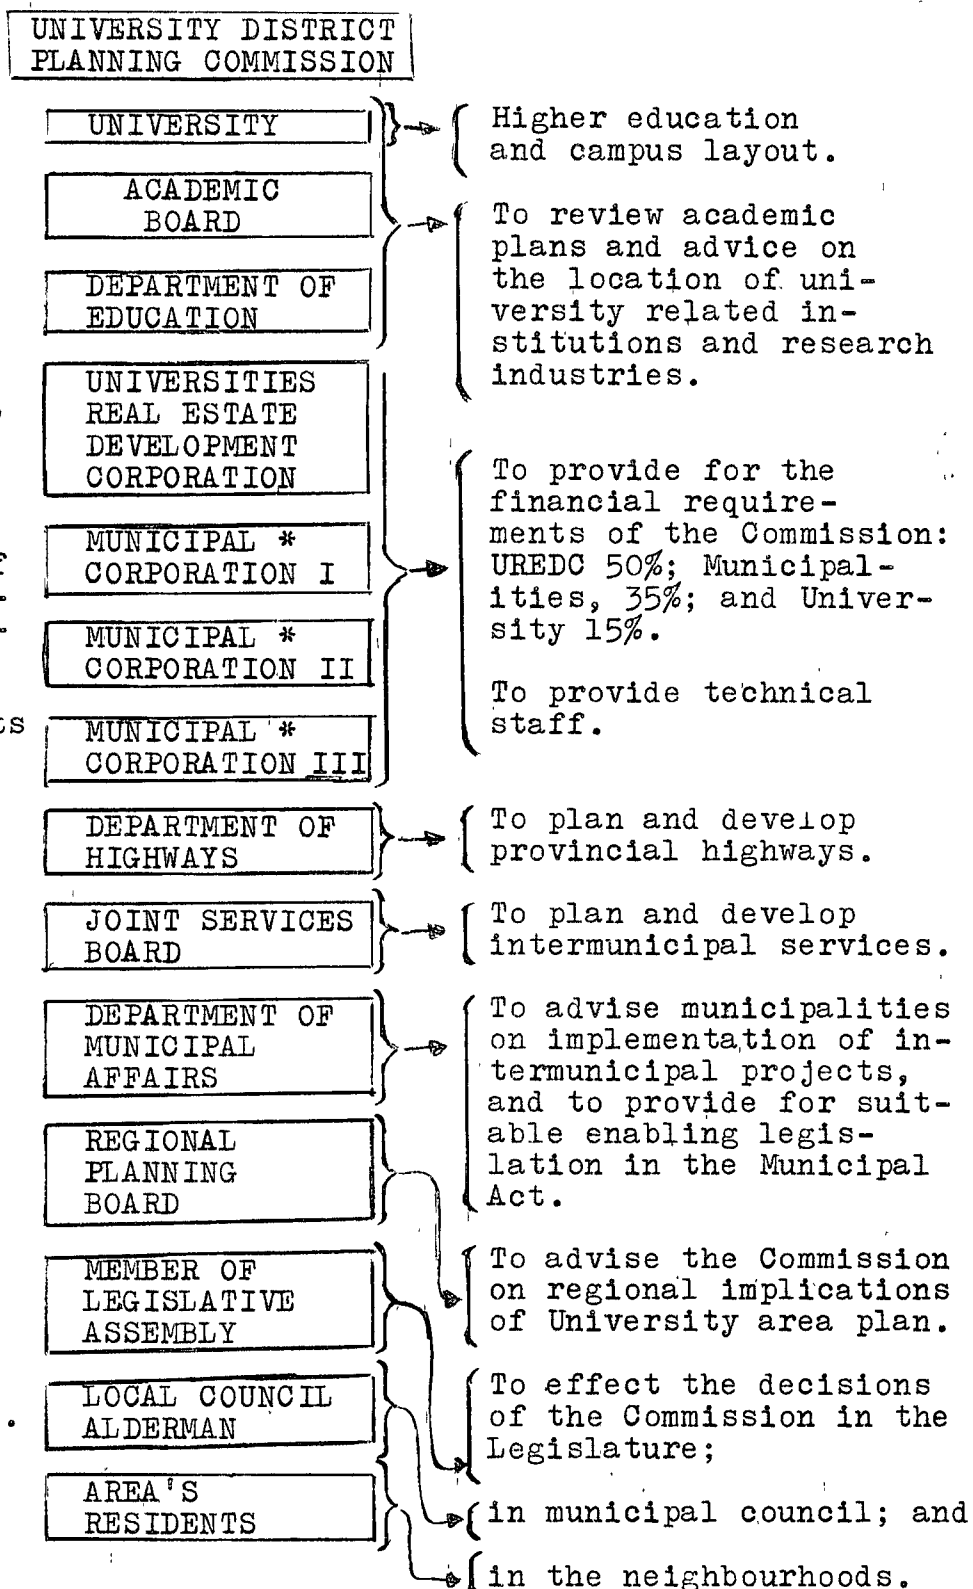 UNIVERSITY DISTRICT
PLANNING COMMISSION
UNIVERSITY
Higher education
and campus layout.
ACADEMIC
BOARD
DEPARTMENT OF
EDUCATION
To review academic
plans and advice on
the location of uni-
versity related in-
stitutions and research
industries.
UNIVERSITIES
REAL ESTATE
DEVELOPMENT
CORPORATION
MUNICIPAL *
CORPORATION I
MUNICIPAL *
CORPORATION II
MUNICIPAL *
CORPORATION III
To provide for the
financial require-
ments of the Commission:
UREDC 50%; Municipal-
ities, 35%; and Univer-
sity 15%.
To provide technical
staff.
DEPARTMENT OF
HIGHWAYS
To plan and develop
provincial highways.
JOINT SERVICES
BOARD
To plan and develop
intermunicipal services.
DEPARTMENT OF
MUNICIPAL
AFFAIRS
To advise municipalities
on implementation of in-
termunicipal projects,
and to provide for suit-
able enabling legis-
lation in the Municipal
Act.
REGIONAL
PLANNING
BOARD
To advise the Commission
on regional implications
of University area plan.
MEMBER OF
LEGISLATIVE
ASSEMBLY
To effect the decisions
of the Commission in the
Legislature;
LOCAL COUNCIL
ALDERMAN
in municipal council; and
AREA'S
RESIDENTS
in the neighbourhoods.